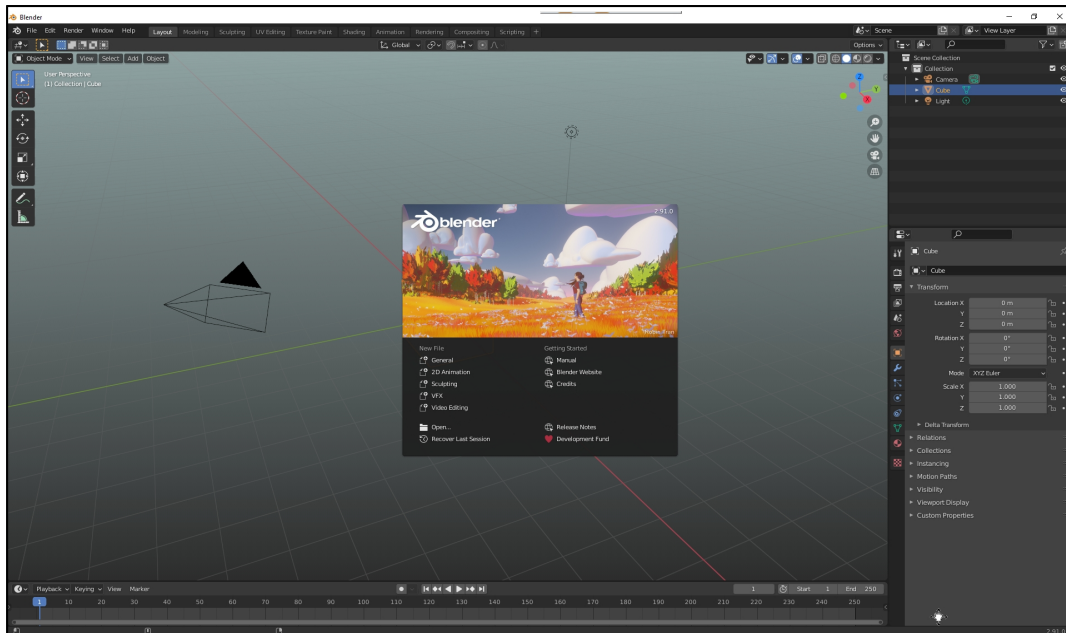 Blender
File Edit Render Window Help Layout Modeling Sculpting UV Editing Texture Paint Shading Animation Rendering Compositing Scripting + Scene View Layer
Global Options
Object Mode View Select Add Object
User Perspective
(1) Collection | Cube
Z
Y
X
Scene Collection
Collection
Camera
Cube
Light
blender
2.91.0
New File
General
2D Animation
Sculpting
VFX
Video Editing
Open...
Recover Last Session
Getting Started
Manual
Blender Website
Credits
Release Notes
Development Fund
Cube
Cube
Transform
Location X 0 m
Y 0 m
Z 0 m
Rotation X 0°
Y 0°
Z 0°
Mode XYZ Euler
Scale X 1.000
Y 1.000
Z 1.000
Delta Transform
Relations
Collections
Instancing
Motion Paths
Visibility
Viewport Display
Custom Properties
Playback Keying View Marker 1 Start 1 End 250
1 10 20 30 40 50 60 70 80 90 100 110 120 130 140 150 160 170 180 190 200 210 220 230 240 250
2.91.0